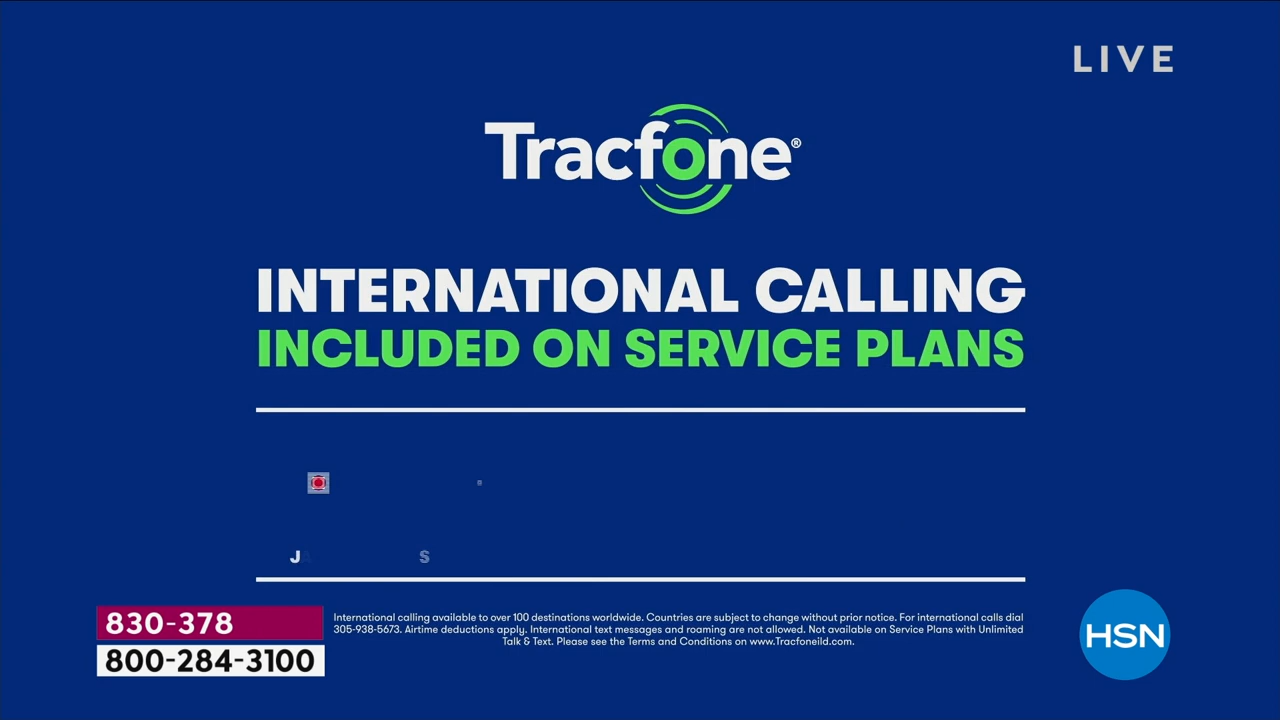 LIVE
Tracfone®
INTERNATIONAL CALLING
INCLUDED ON SERVICE PLANS
J
S
830-378
800-284-3100
International calling available to over 100 destinations worldwide. Countries are subject to change without prior notice. For international calls dial
305-938-5673. Airtime deductions apply. International text messages and roaming are not allowed. Not available on Service Plans with Unlimited
Talk & Text. Please see the Terms and Conditions on www.Tracfoneild.com.
HSN